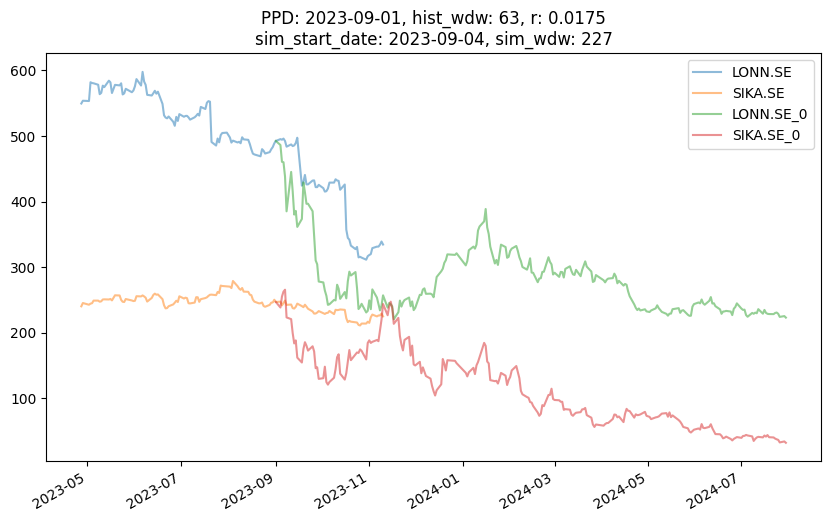 PPD: 2023-09-01, hist_wdw: 63, r: 0.0175
sim_start_date: 2023-09-04, sim_wdw: 227
LONN.SE
SIKA.SE
LONN.SE_0
SIKA.SE_0
600
500
400
300
200
100
2023-05
2023-07
2023-09
2023-11
2024-01
2024-03
2024-05
2024-07